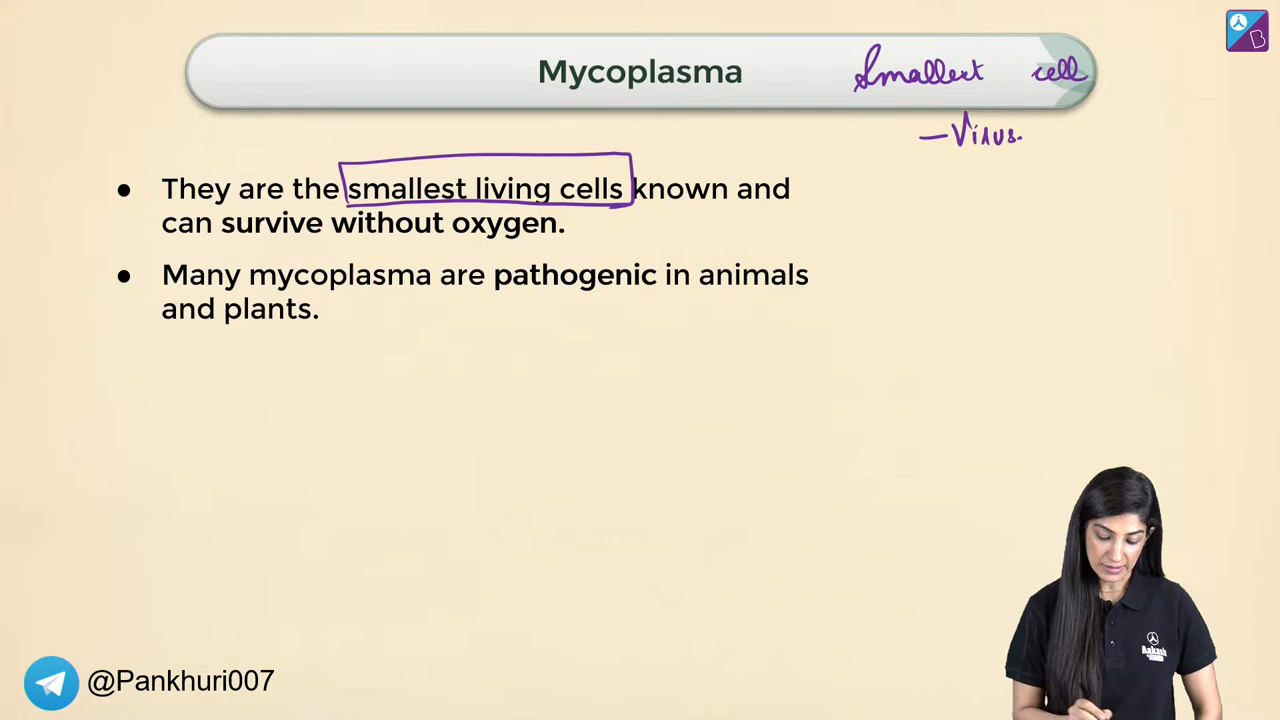 Mycoplasma
Smallest cell
– Virus.
● They are the smallest living cells known and
can survive without oxygen.
● Many mycoplasma are pathogenic in animals
and plants.
Aakash
@Pankhuri007
B